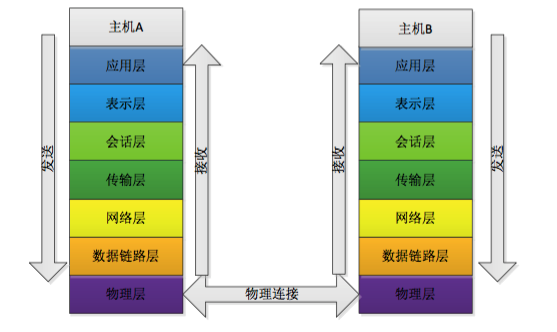 主机A
应用层
表示层
会话层
传输层
网络层
数据链路层
物理层
发送
接收
物理连接
主机B
应用层
表示层
会话层
传输层
网络层
数据链路层
物理层
接收
发送